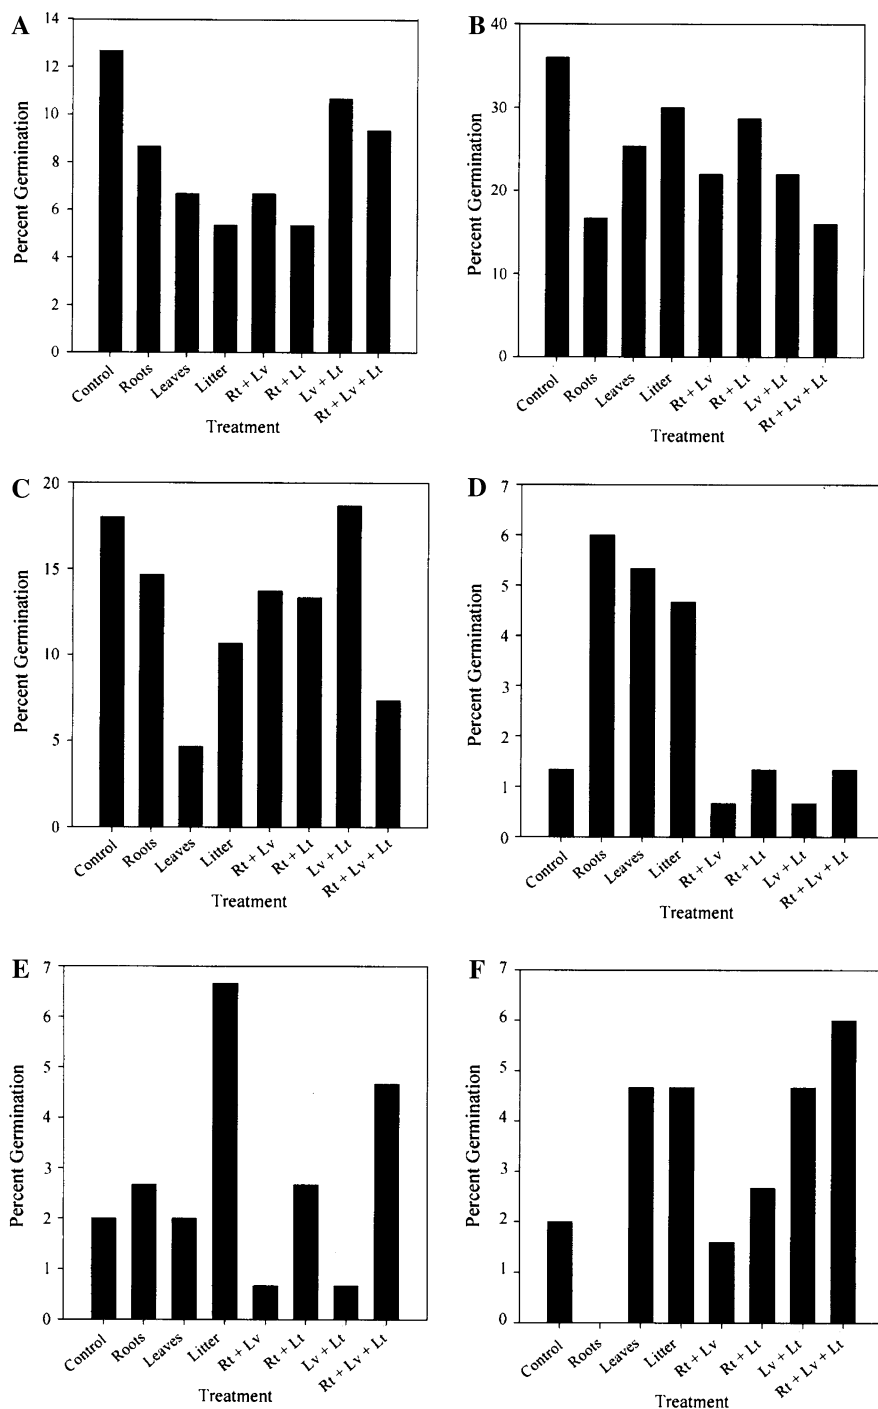 A
Percent Germination
14
12
10
8
6
4
2
0
Control
Roots
Leaves
Litter
Rt + Lv
Rt + Lt
Lv + Lt
Rt + Lv + Lt
Treatment
B
Percent Germination
40
30
20
10
0
Control
Roots
Leaves
Litter
Rt + Lv
Rt + Lt
Lv + Lt
Rt + Lv + Lt
Treatment
C
Percent Germination
20
15
10
5
0
Control
Roots
Leaves
Litter
Rt + Lv
Rt + Lt
Lv + Lt
Rt + Lv + Lt
Treatment
D
Percent Germination
7
6
5
4
3
2
1
0
Control
Roots
Leaves
Litter
Rt + Lv
Rt + Lt
Lv + Lt
Rt + Lv + Lt
Treatment
E
Percent Germination
7
6
5
4
3
2
1
0
Control
Roots
Leaves
Litter
Rt + Lv
Rt + Lt
Lv + Lt
Rt + Lv + Lt
Treatment
F
Percent Germination
7
6
5
4
3
2
1
0
Control
Roots
Leaves
Litter
Rt + Lv
Rt + Lt
Lv + Lt
Rt + Lv + Lt
Treatment